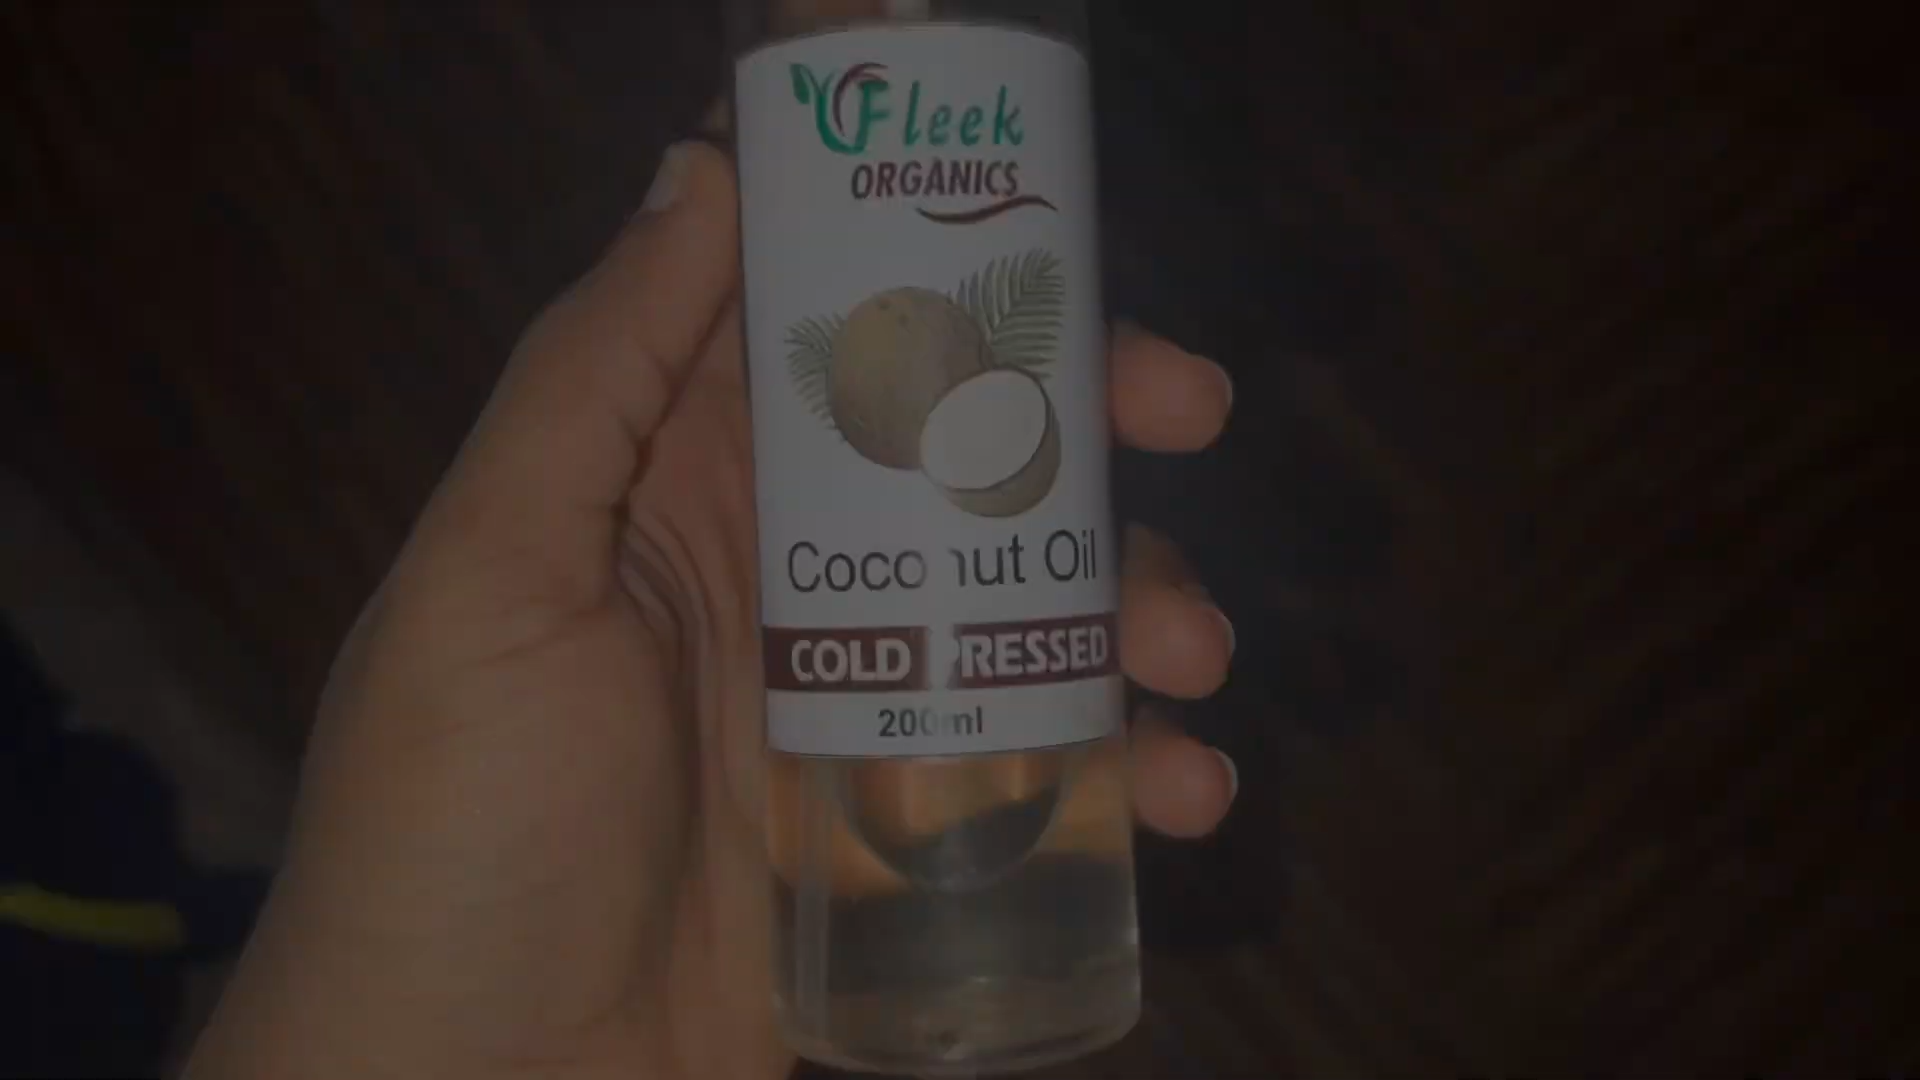 Fleek
ORGANICS
Coconut Oil
COLD PRESSED
200ml